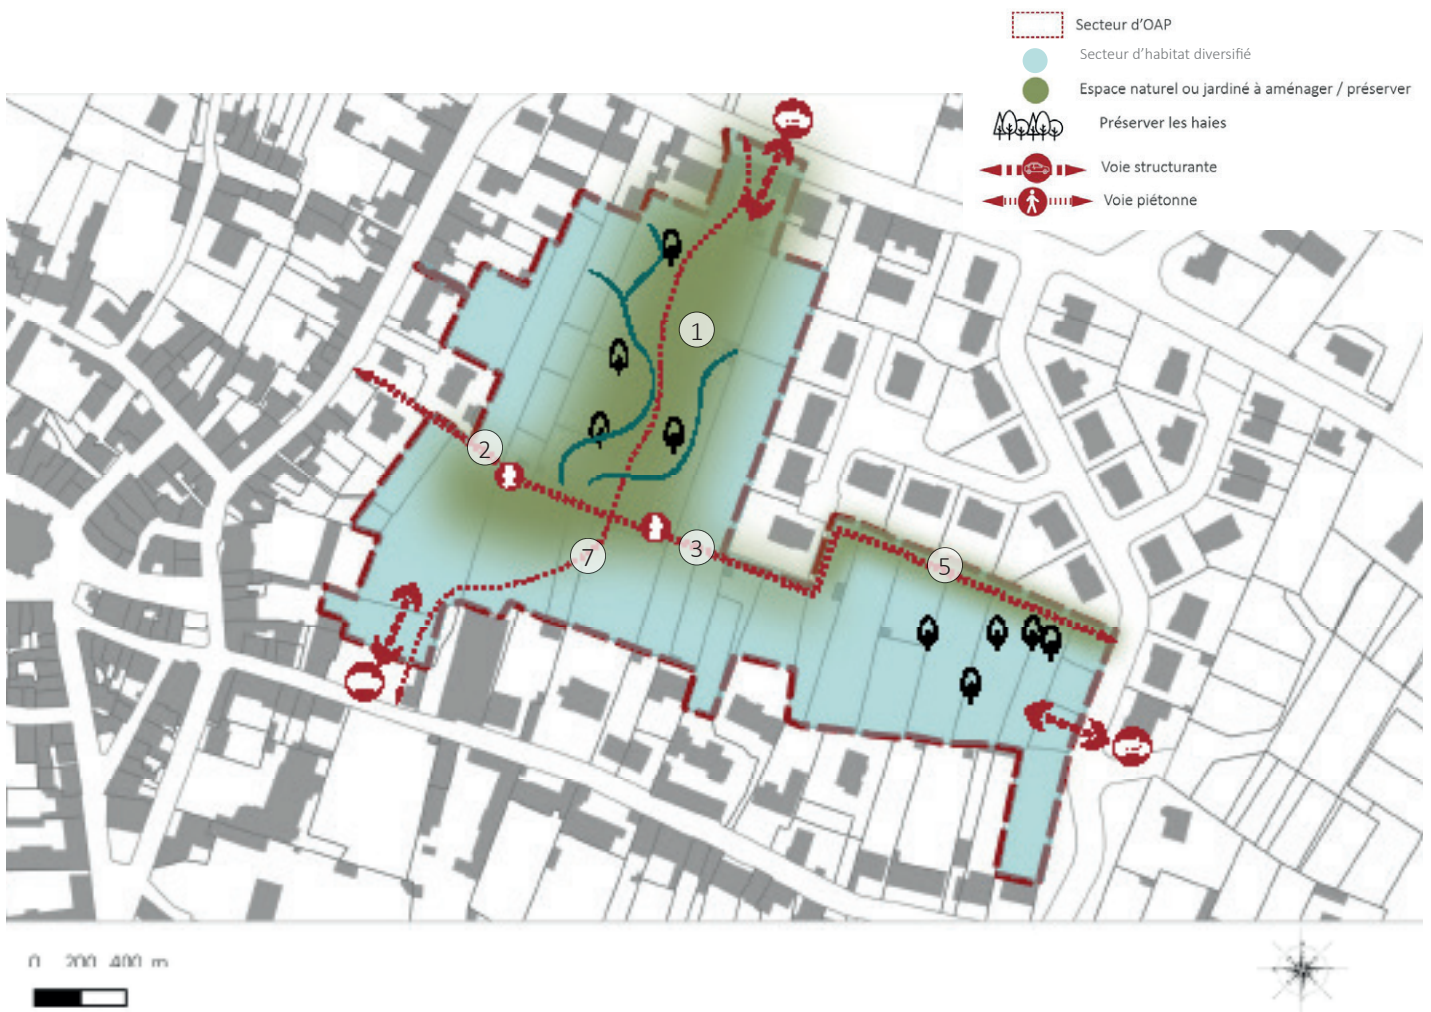 Secteur d’OAP
Secteur d’habitat diversifié
Espace naturel ou jardiné à aménager / préserver
Préserver les haies
Voie structurante
Voie piétonne
1
2
3
5
7
0 200 400 m